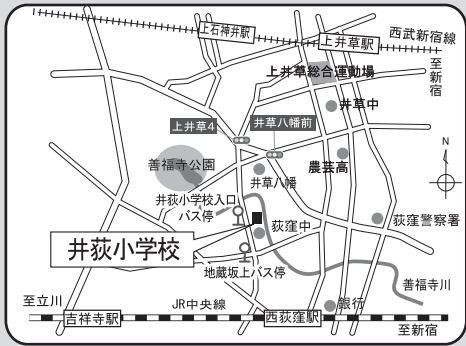 上石神井駅
上井草駅
西武新宿線
至新宿
上井草総合運動場
井草中
上井草4
井草八幡前
N
農芸高
善福寺公園
井草八幡
井荻小学校入口
バス停
荻窪中
荻窪警察署
井荻小学校
地蔵坂上バス停
善福寺川
至立川
JR中央線
銀行
吉祥寺駅
西荻窪駅
至新宿